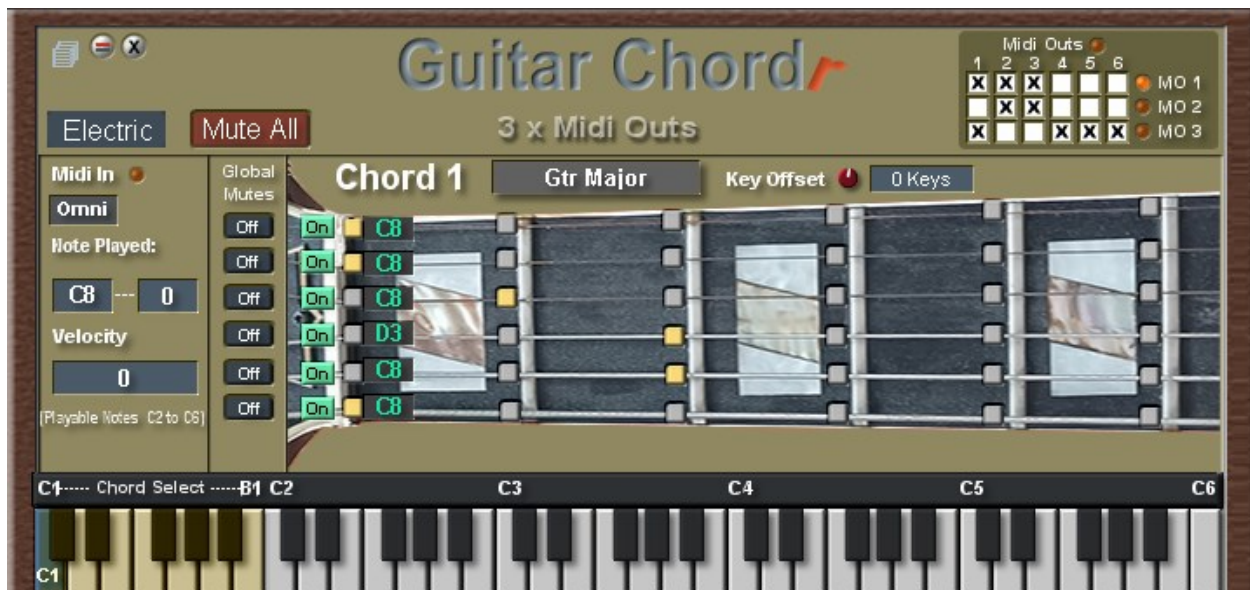 Guitar Chordr
3 x Midi Outs
Midi Outs
1 2 3 4 5 6
X X X MO 1
X X MO 2
X X X X MO 3
Electric
Mute All
Midi In
Omni
Note Played:
C8 --- 0
Velocity
0
(Playable Notes C2 to C6)
Global
Mutes
Chord 1 Gtr Major Key Offset 0 Keys
Off On C8
Off On C8
Off On C8
Off On D3
Off On C8
Off On C8
C1----- Chord Select -----B1 C2 C3 C4 C5 C6
C1